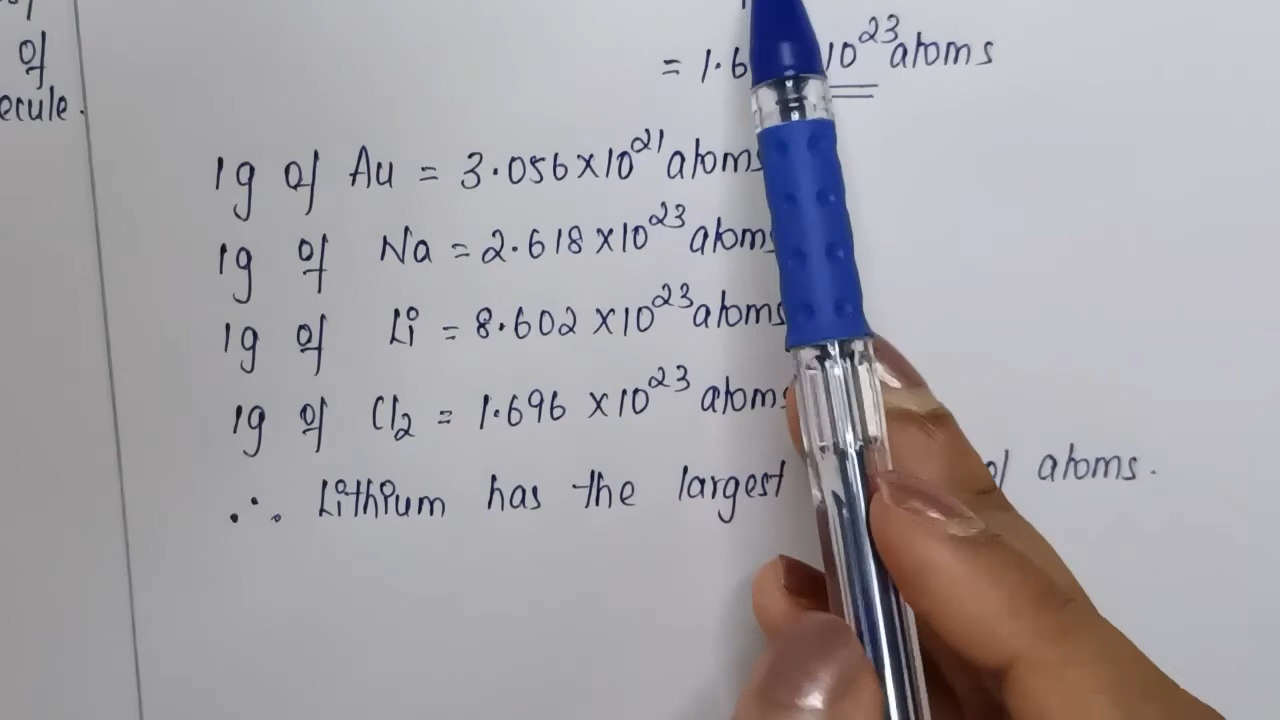 of
ecule.
= 1.6 10²³ atoms
1g of Au = 3.056 × 10²¹ atoms
1g of Na = 2.618 × 10²³ atoms
1g of Li = 8.602 × 10²³ atoms
1g of Cl₂ = 1.696 × 10²³ atoms
∴ Lithium has the largest of atoms.